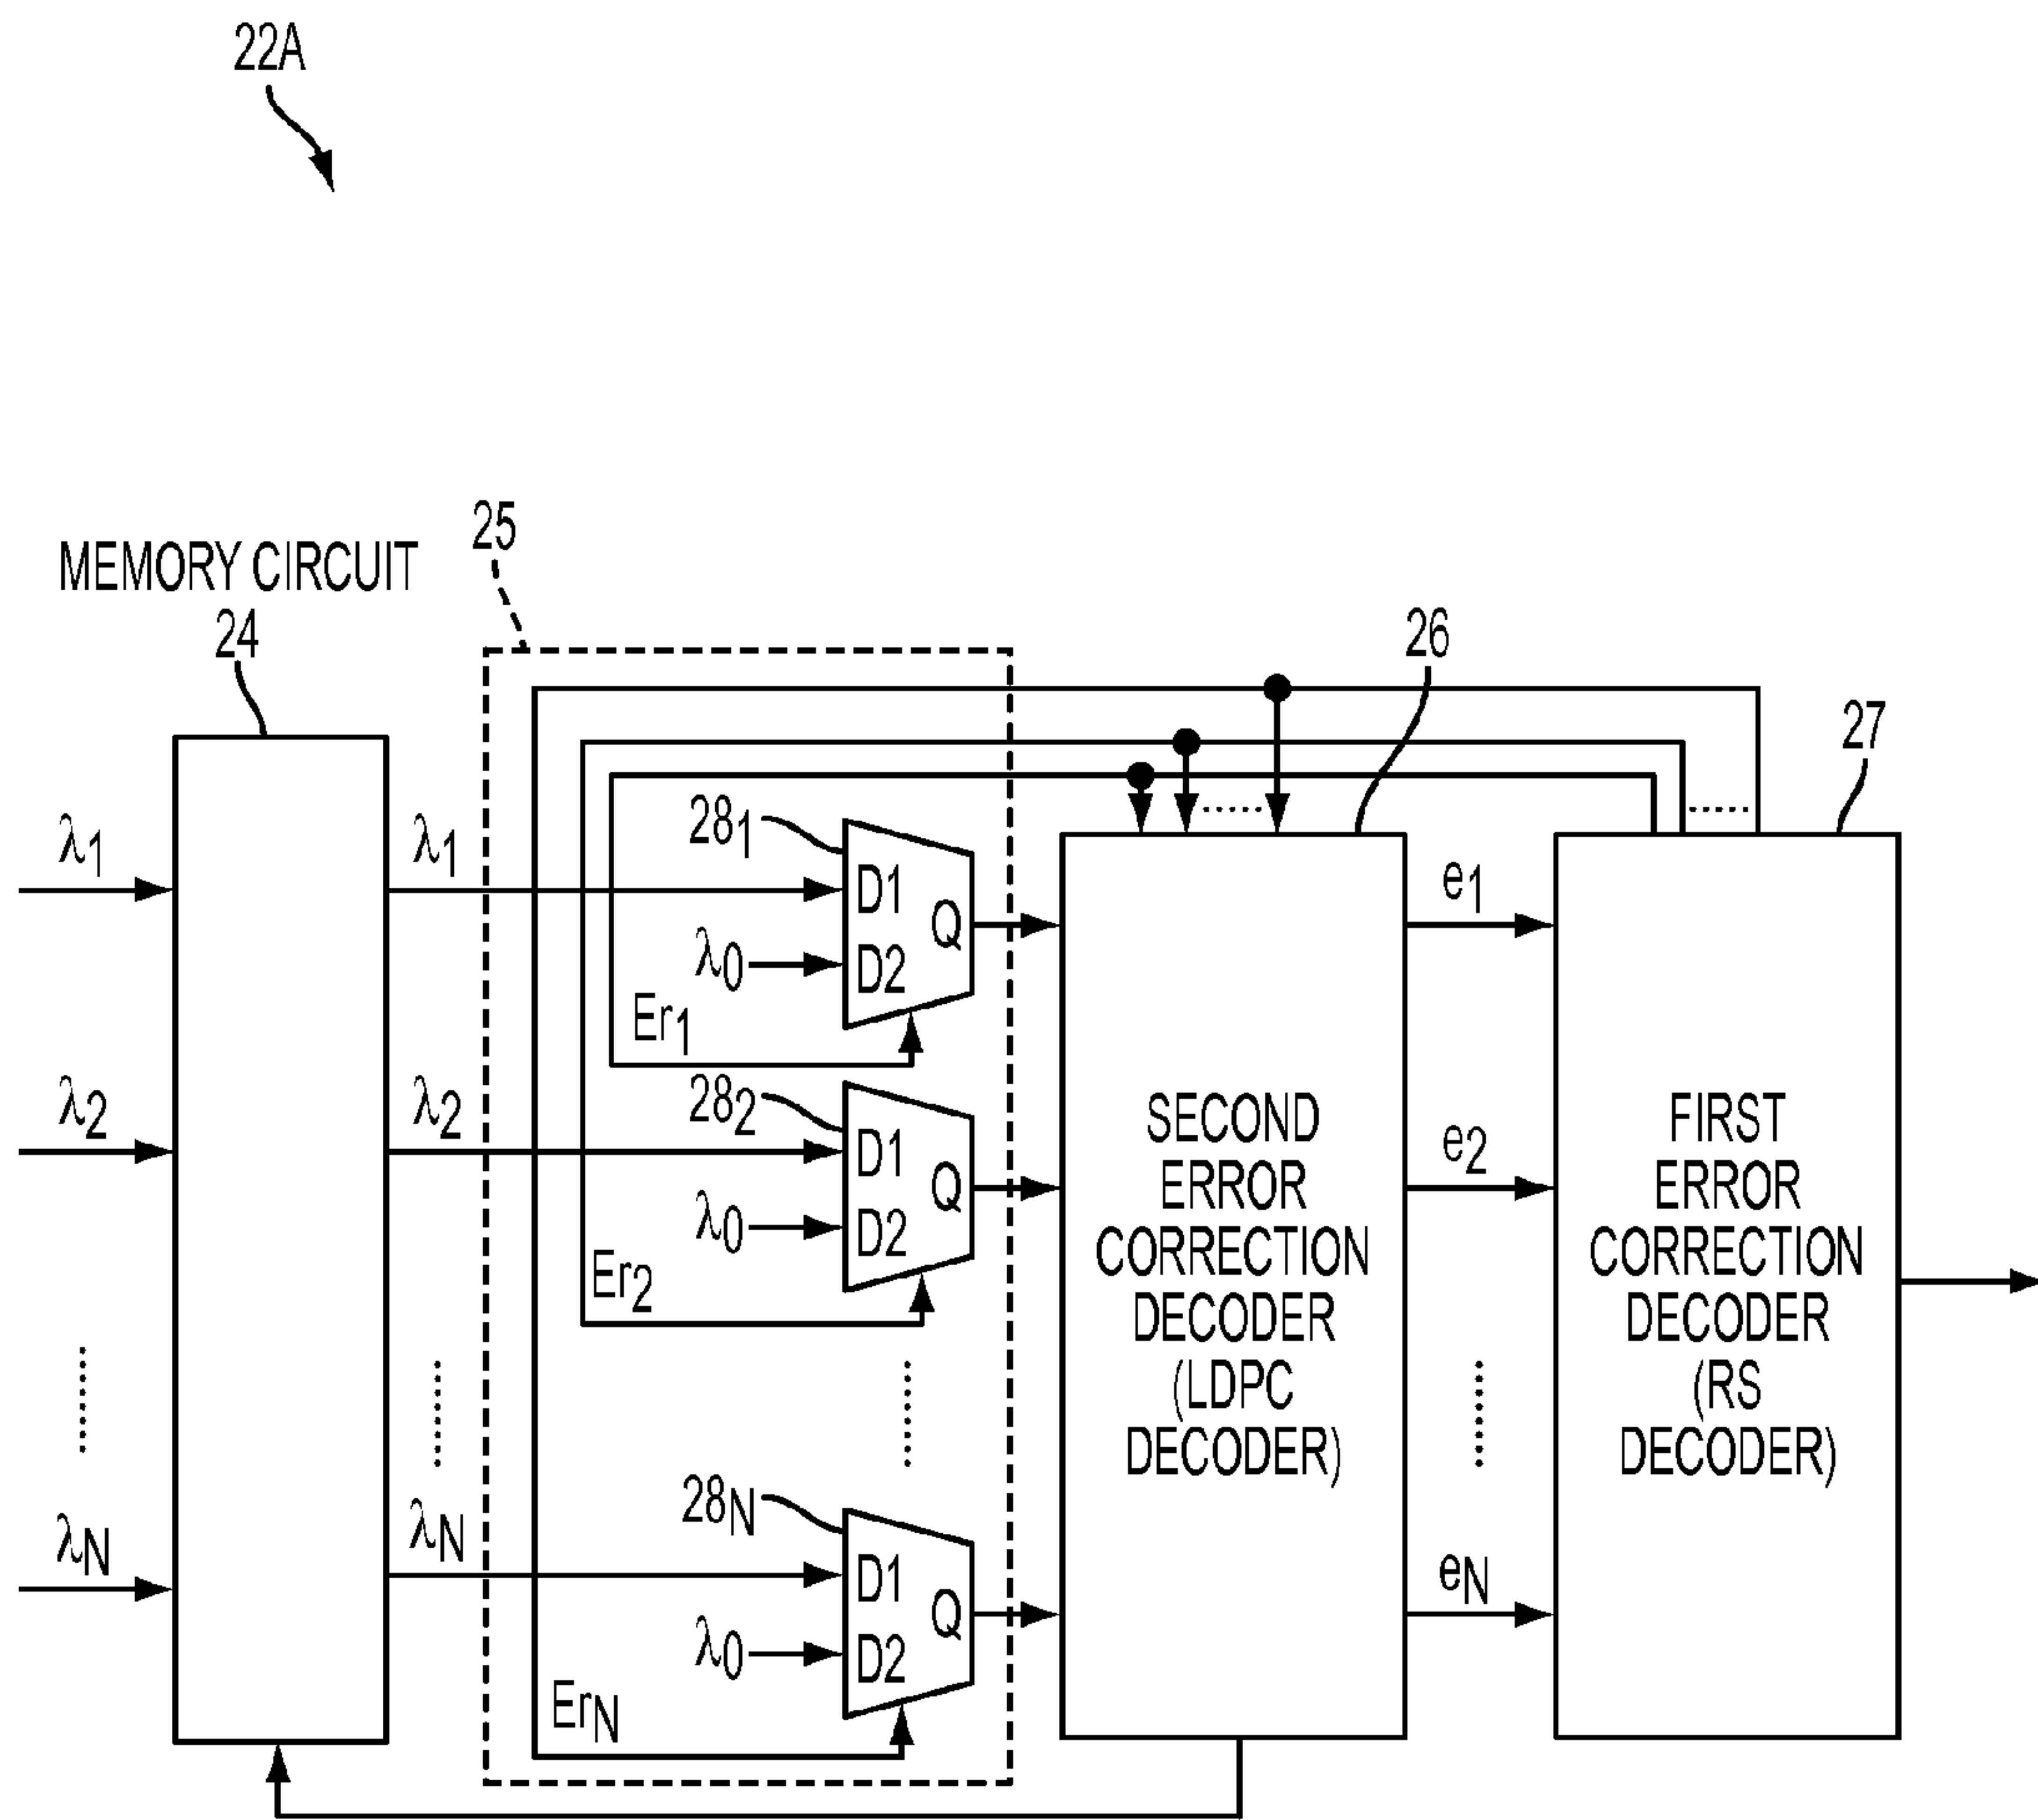 22A
25
MEMORY CIRCUIT
24
26
27
λ1
λ1
281
D1
λ0
D2
Q
e1
Er1
λ2
λ2
282
D1
λ0
D2
Q
e2
Er2
SECOND
ERROR
CORRECTION
DECODER
(LDPC
DECODER)
FIRST
ERROR
CORRECTION
DECODER
(RS
DECODER)
λN
λN
28N
D1
λ0
D2
Q
eN
ErN